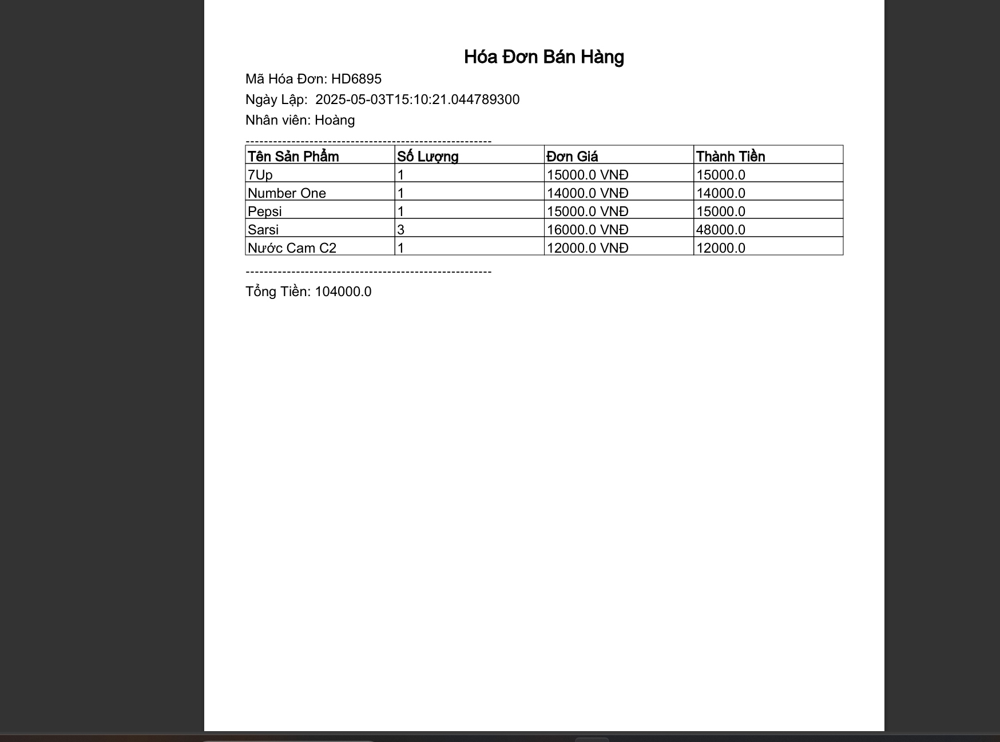 Hóa Đơn Bán Hàng
Mã Hóa Đơn: HD6895
Ngày Lập:  2025-05-03T15:10:21.044789300
Nhân viên: Hoàng
------------------------------------------------------
Tên Sản Phẩm Số Lượng Đơn Giá Thành Tiền
7Up 1 15000.0 VNĐ 15000.0
Number One 1 14000.0 VNĐ 14000.0
Pepsi 1 15000.0 VNĐ 15000.0
Sarsi 3 16000.0 VNĐ 48000.0
Nước Cam C2 1 12000.0 VNĐ 12000.0
------------------------------------------------------
Tổng Tiền: 104000.0